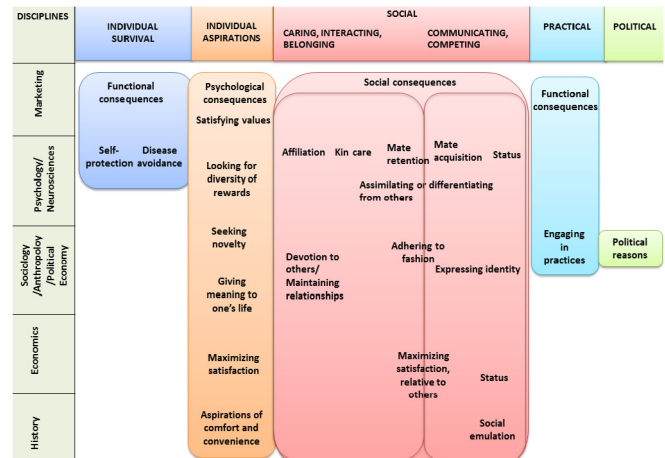 DISCIPLINES
INDIVIDUAL
SURVIVAL
INDIVIDUAL
ASPIRATIONS
SOCIAL
CARING, INTERACTING,
BELONGING
COMMUNICATING,
COMPETING
PRACTICAL
POLITICAL
Marketing
Functional
consequences
Psychological
consequences
Satisfying values
Social consequences
Functional
consequences
Psychology/
Neurosciences
Self-
protection
Disease
avoidance
Looking for
diversity of
rewards
Affiliation
Kin care
Mate
retention
Mate
acquisition
Status
Assimilating or differentiating
from others
Sociology
/Anthropoloy
/Political
Economy
Seeking
novelty
Giving
meaning to
one's life
Devotion to
others/
Maintaining
relationships
Adhering to
fashion
Expressing identity
Engaging
in
practices
Political
reasons
Economics
Maximizing
satisfaction
Maximizing
satisfaction,
relative to
others
Status
History
Aspirations of
comfort and
convenience
Social
emulation